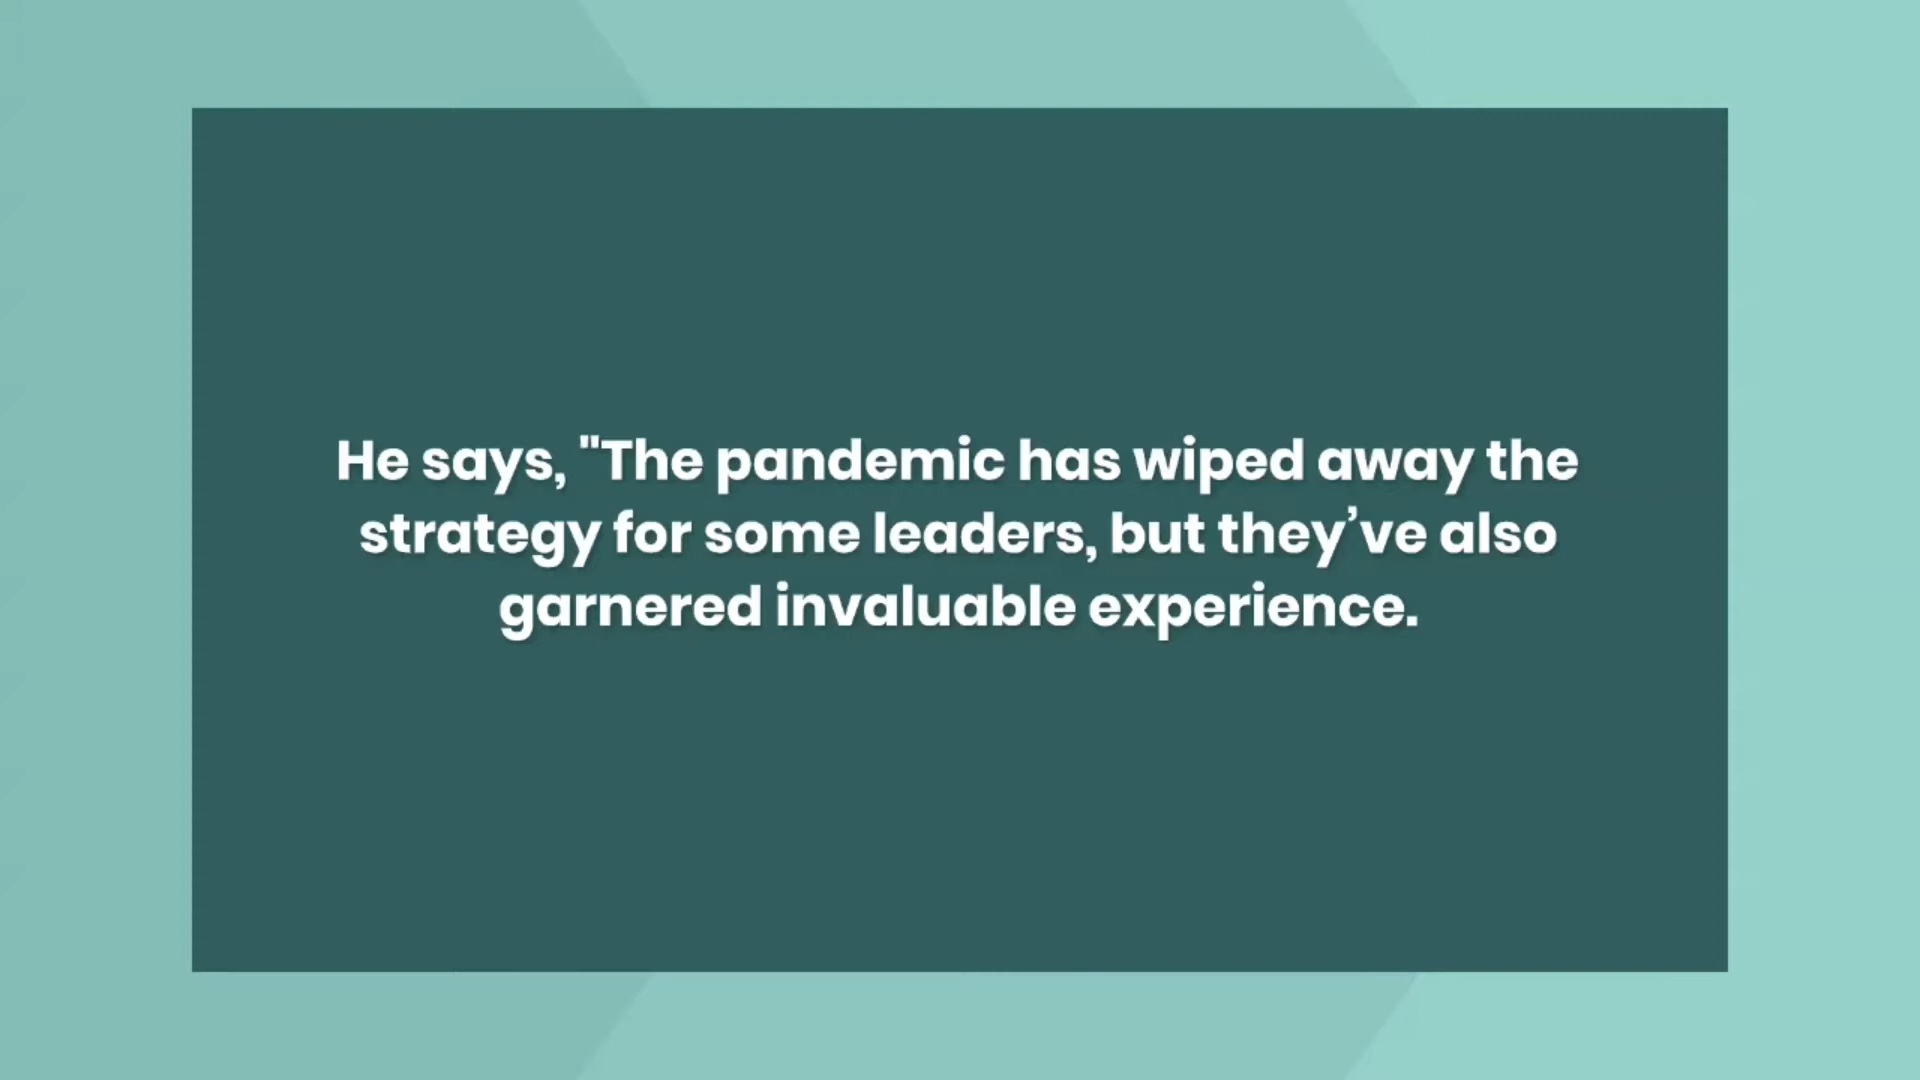 He says, "The pandemic has wiped away the
strategy for some leaders, but they’ve also
garnered invaluable experience.